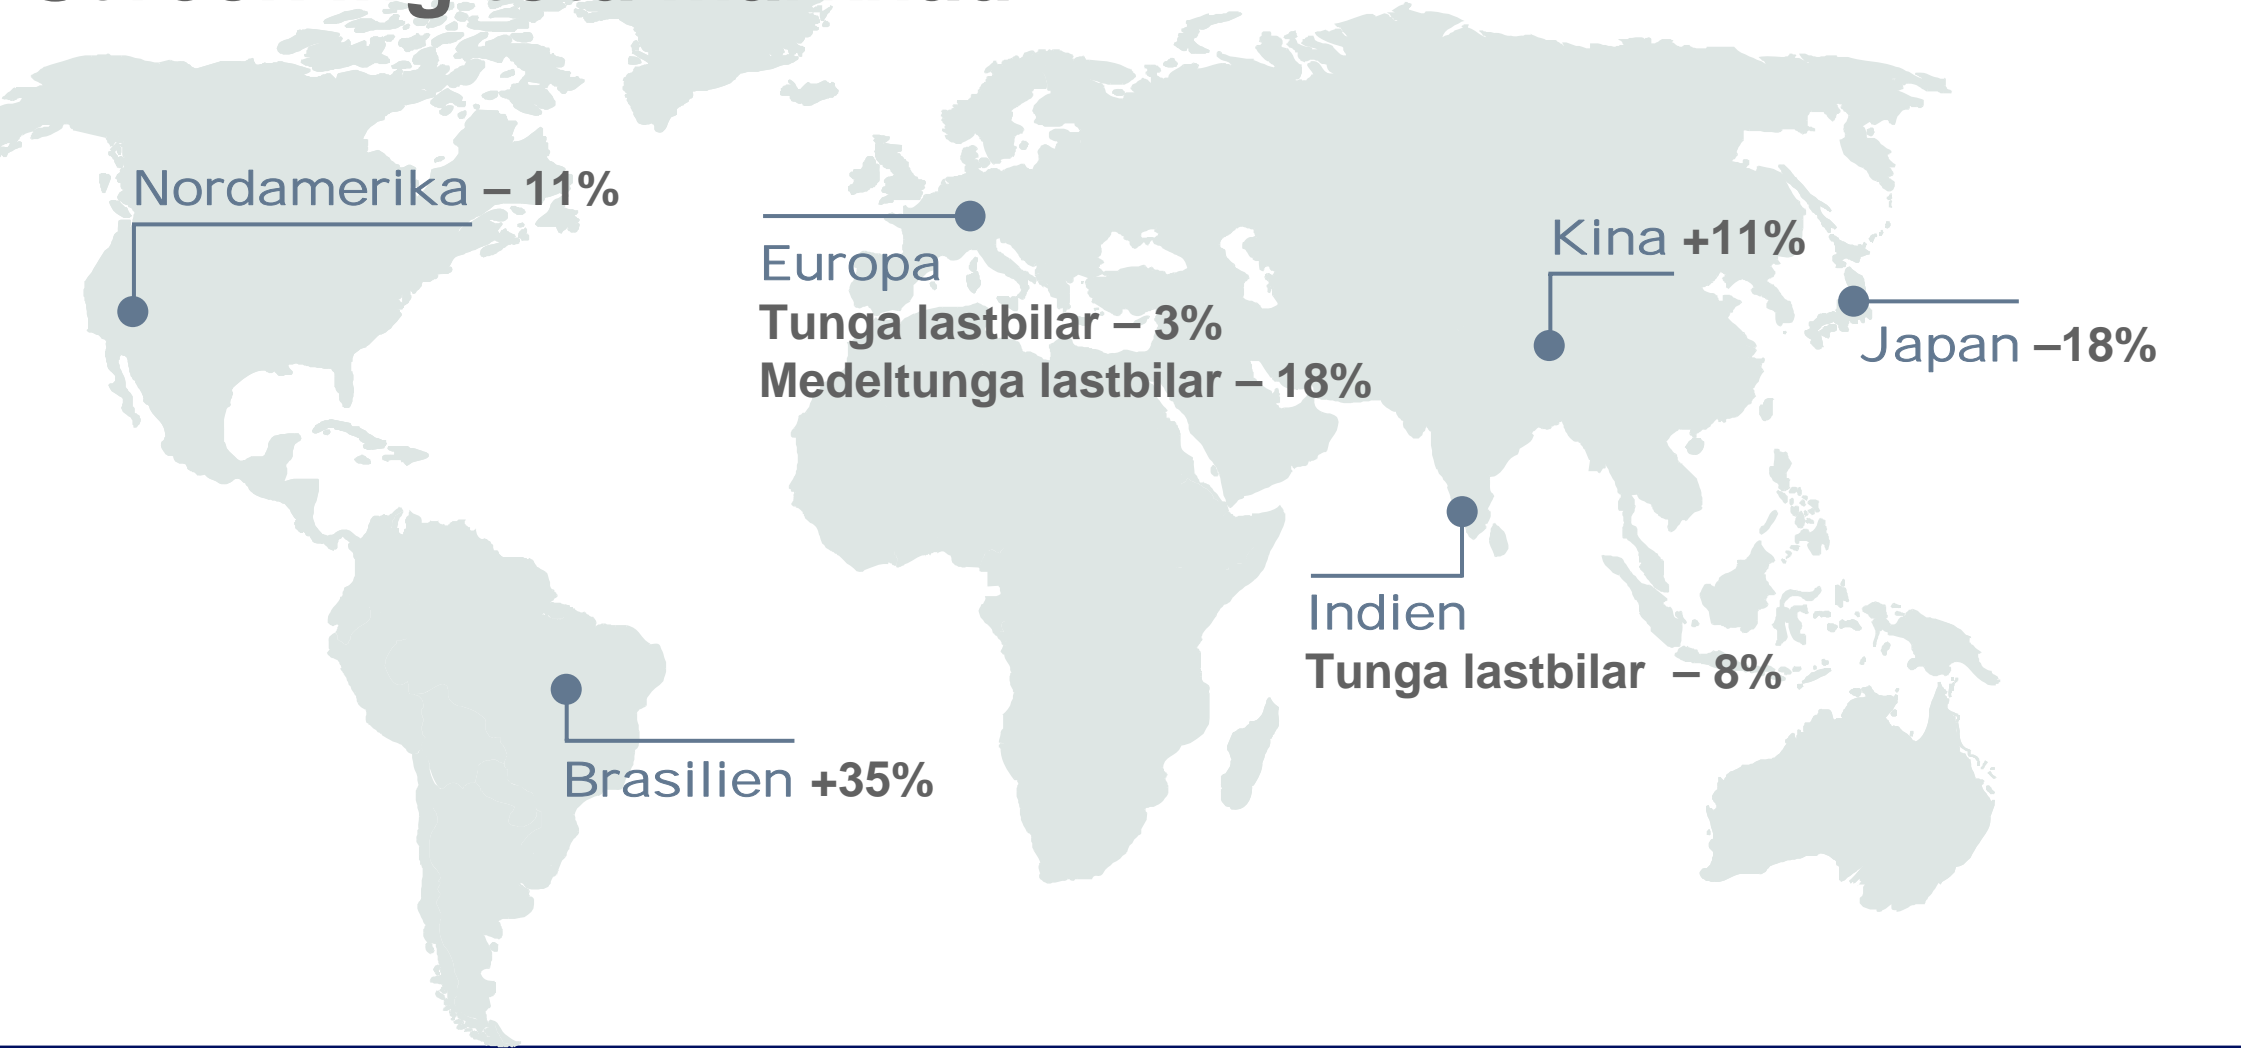 Nordamerika – 11%
Europa
Tunga lastbilar – 3%
Medeltunga lastbilar – 18%
Kina +11%
Japan –18%
Indien
Tunga lastbilar – 8%
Brasilien +35%